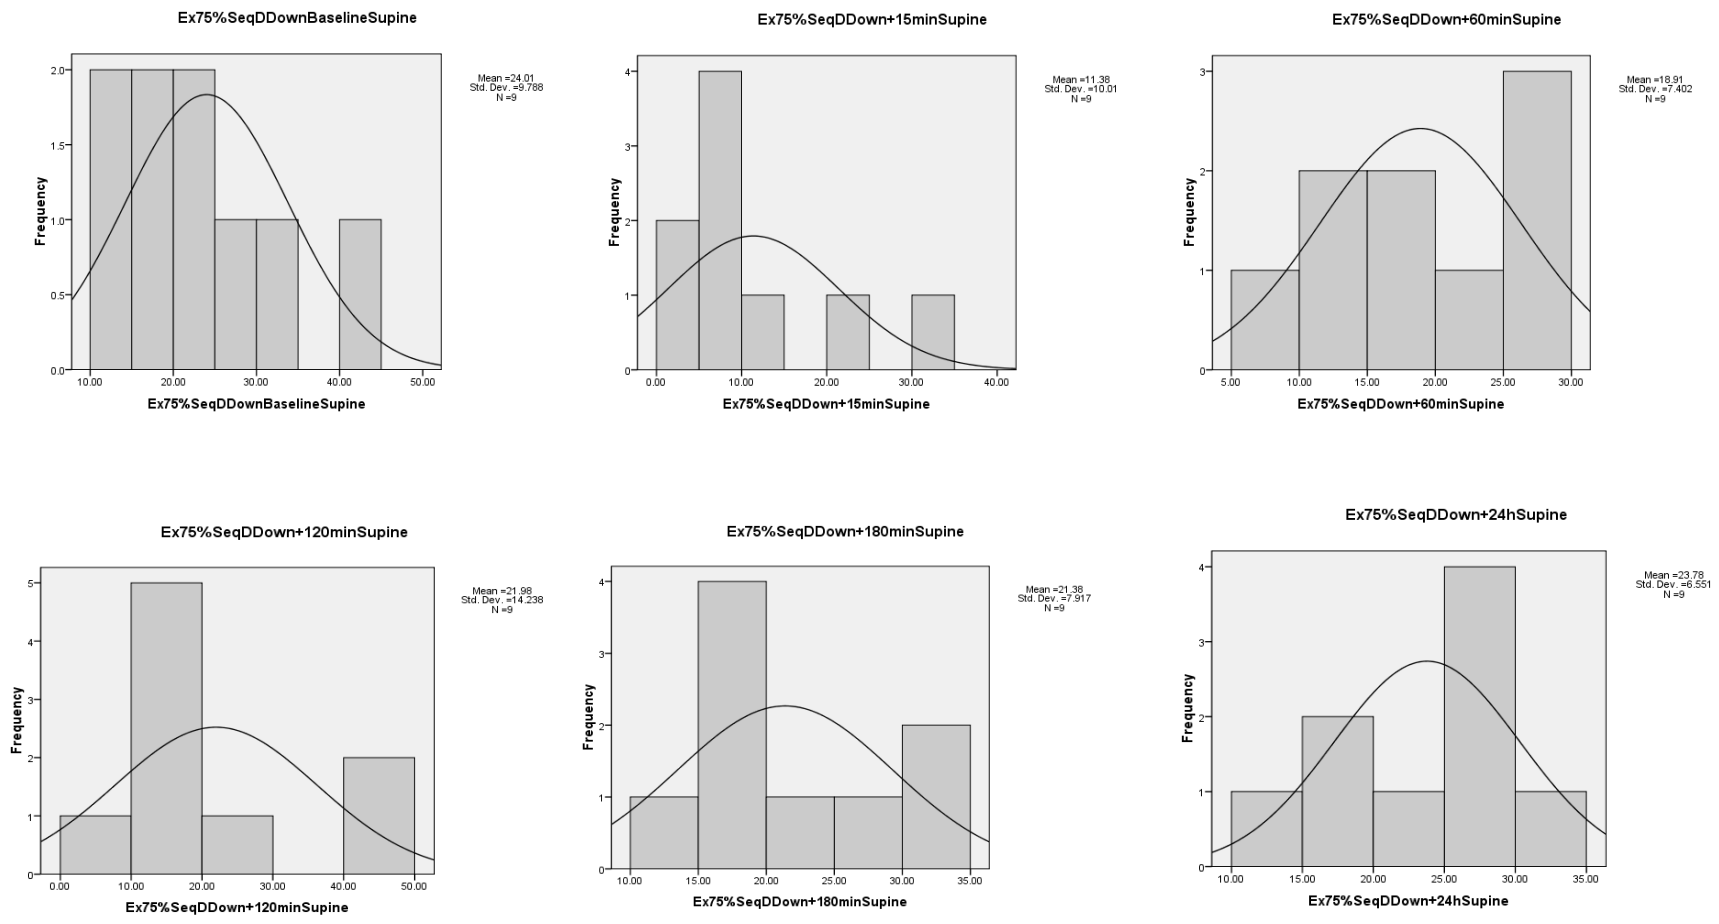 Ex75%SeqDDownBaselineSupine
2.0
1.5
1.0
0.5
0.0
Frequency
10.00 20.00 30.00 40.00 50.00
Ex75%SeqDDownBaselineSupine
Mean =24.01
Std. Dev. =9.788
N =9
Ex75%SeqDDown+15minSupine
4
3
2
1
0
Frequency
0.00 10.00 20.00 30.00 40.00
Ex75%SeqDDown+15minSupine
Mean =11.38
Std. Dev. =10.01
N =9
Ex75%SeqDDown+60minSupine
3
2
1
0
Frequency
5.00 10.00 15.00 20.00 25.00 30.00
Ex75%SeqDDown+60minSupine
Mean =18.91
Std. Dev. =7.402
N =9
Ex75%SeqDDown+120minSupine
5
4
3
2
1
0
Frequency
0.00 10.00 20.00 30.00 40.00 50.00
Ex75%SeqDDown+120minSupine
Mean =21.98
Std. Dev. =14.238
N =9
Ex75%SeqDDown+180minSupine
4
3
2
1
0
Frequency
10.00 15.00 20.00 25.00 30.00 35.00
Ex75%SeqDDown+180minSupine
Mean =21.38
Std. Dev. =7.917
N =9
Ex75%SeqDDown+24hSupine
4
3
2
1
0
Frequency
10.00 15.00 20.00 25.00 30.00 35.00
Ex75%SeqDDown+24hSupine
Mean =23.78
Std. Dev. =6.551
N =9